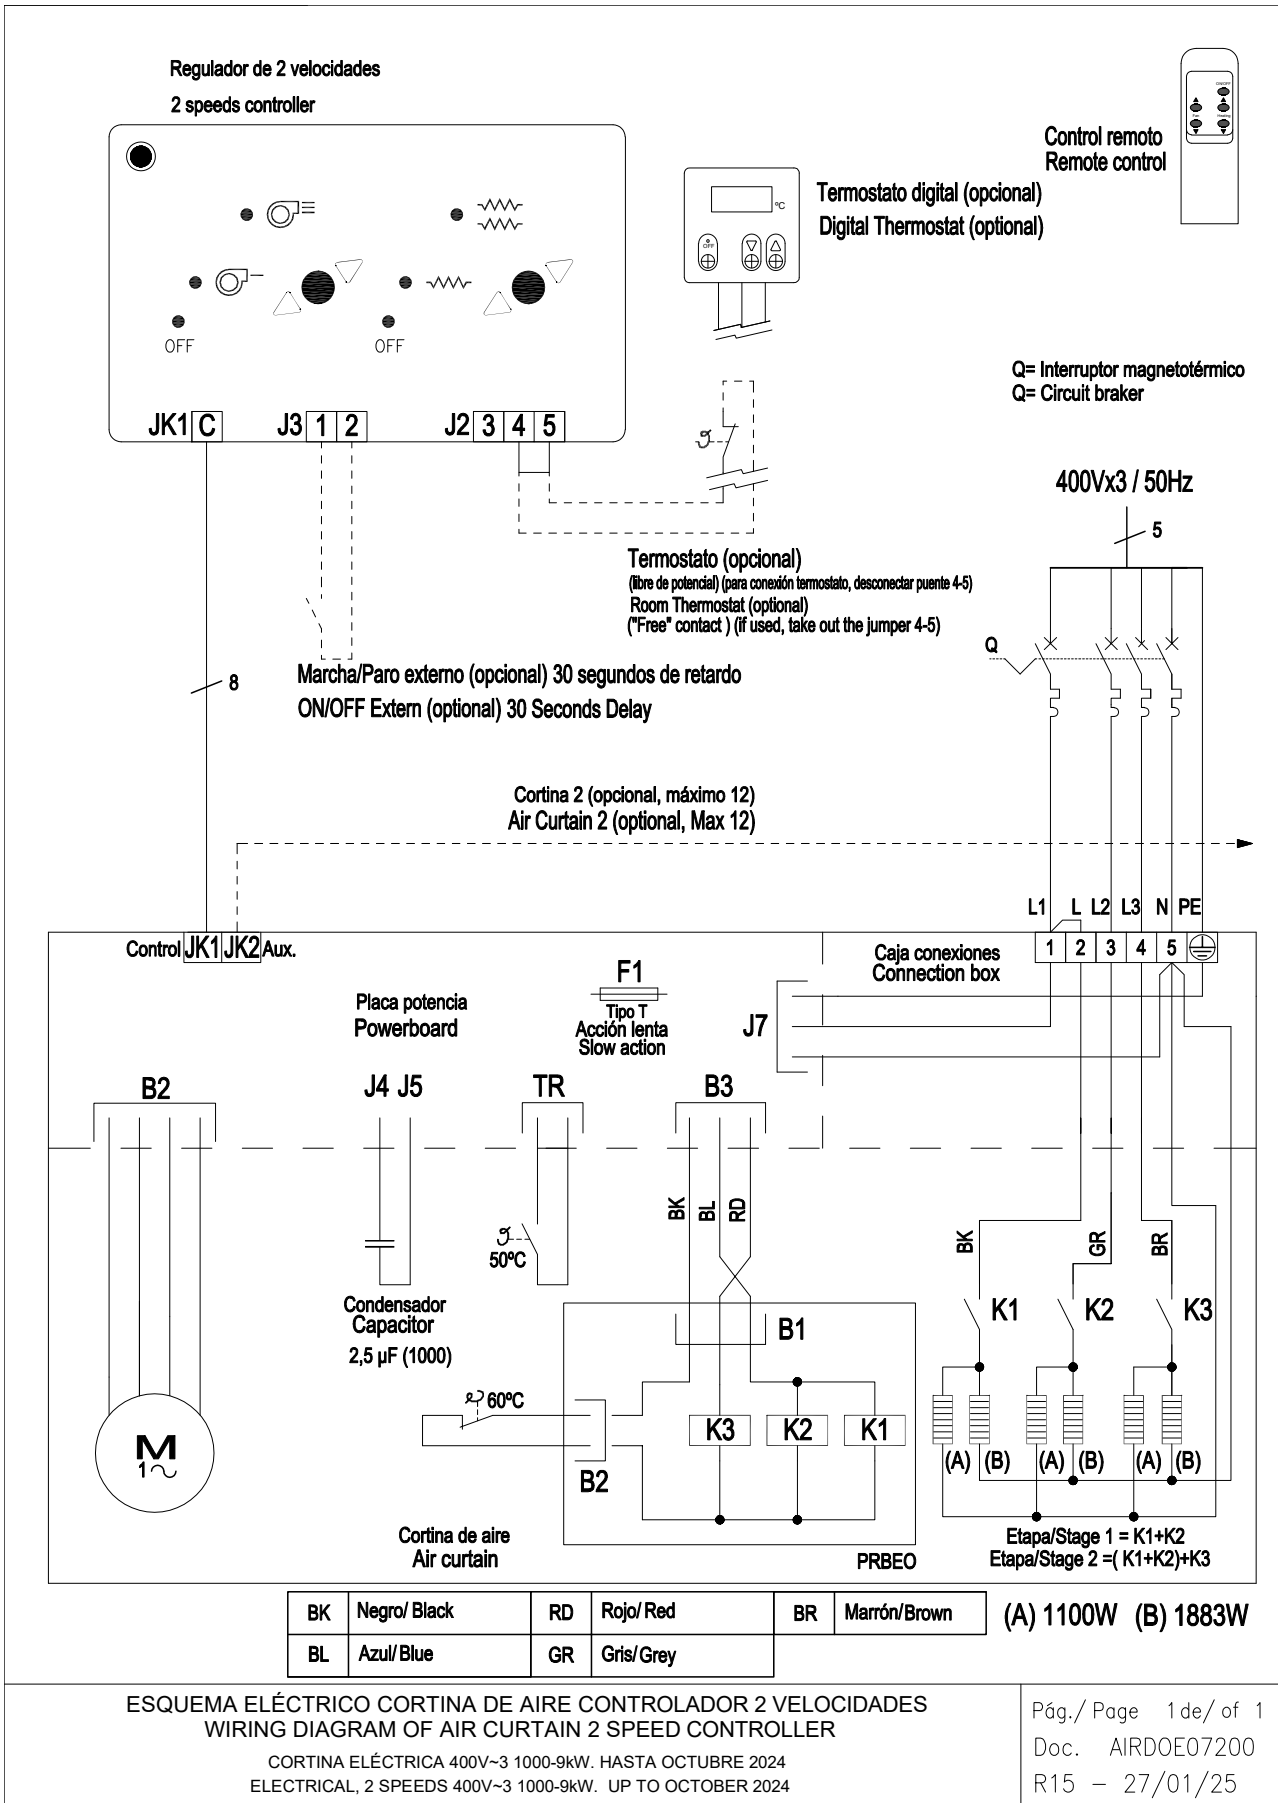 Regulador de 2 velocidades
2 speeds controller
OFF
OFF
JK1 C
J3 1 2
J2 3 4 5
ºC
OFF
Termostato digital (opcional)
Digital Thermostat (optional)
Control remoto
Remote control
ON/OFF
Fan
Heating
Q= Interruptor magnetotérmico
Q= Circuit braker
400Vx3 / 50Hz
5
Q
Termostato (opcional)
(libre de potencial) (para conexión termostato, desconectar puente 4-5)
Room Thermostat (optional)
("Free" contact ) (if used, take out the jumper 4-5)
8
Marcha/Paro externo (opcional) 30 segundos de retardo
ON/OFF Extern (optional) 30 Seconds Delay
Cortina 2 (opcional, máximo 12)
Air Curtain 2 (optional, Max 12)
L1 L L2 L3 N PE
Control JK1 JK2 Aux.
Caja conexiones
Connection box
1 2 3 4 5
Placa potencia
Powerboard
F1
Tipo T
Acción lenta
Slow action
J7
B2
J4 J5
TR
B3
BK
BL
RD
BK
GR
BR
50ºC
Condensador
Capacitor
2,5 µF (1000)
K1
K2
K3
B1
60ºC
K3
K2
K1
B2
M
1∿
(A) (B) (A) (B) (A) (B)
Cortina de aire
Air curtain
PRBEO
Etapa/Stage 1 = K1+K2
Etapa/Stage 2 =( K1+K2)+K3
BK Negro/ Black RD Rojo/ Red BR Marrón/Brown
BL Azul/ Blue GR Gris/ Grey
(A) 1100W (B) 1883W
ESQUEMA ELÉCTRICO CORTINA DE AIRE CONTROLADOR 2 VELOCIDADES
WIRING DIAGRAM OF AIR CURTAIN 2 SPEED CONTROLLER
CORTINA ELÉCTRICA 400V~3 1000-9kW. HASTA OCTUBRE 2024
ELECTRICAL, 2 SPEEDS 400V~3 1000-9kW. UP TO OCTOBER 2024
Pág./ Page 1 de/ of 1
Doc. AIRDOE07200
R15 - 27/01/25